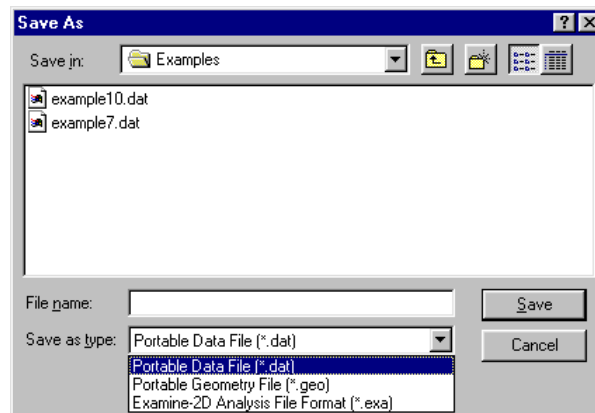 Save As
Save in: Examples
example10.dat
example7.dat
File name: Save
Save as type: Portable Data File (*.dat) Cancel
Portable Data File (*.dat)
Portable Geometry File (*.geo)
Examine-2D Analysis File Format (*.exa)